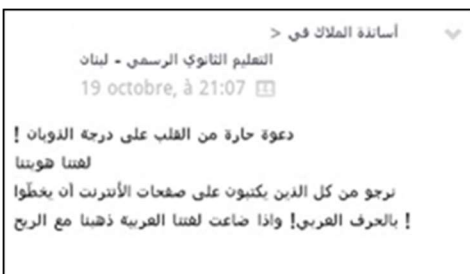 أساتذة الملاك في >
التعليم الثانوي الرسمي - لبنان
19 octobre, à 21:07
دعوة حارة من القلب على درجة الذوبان !
لغتنا هويتنا
نرجو من كل الذين يكتبون على صفحات الأنترنت أن يخطّوا
بالحرف العربي! واذا ضاعت لغتنا العربية ذهبنا مع الريح !